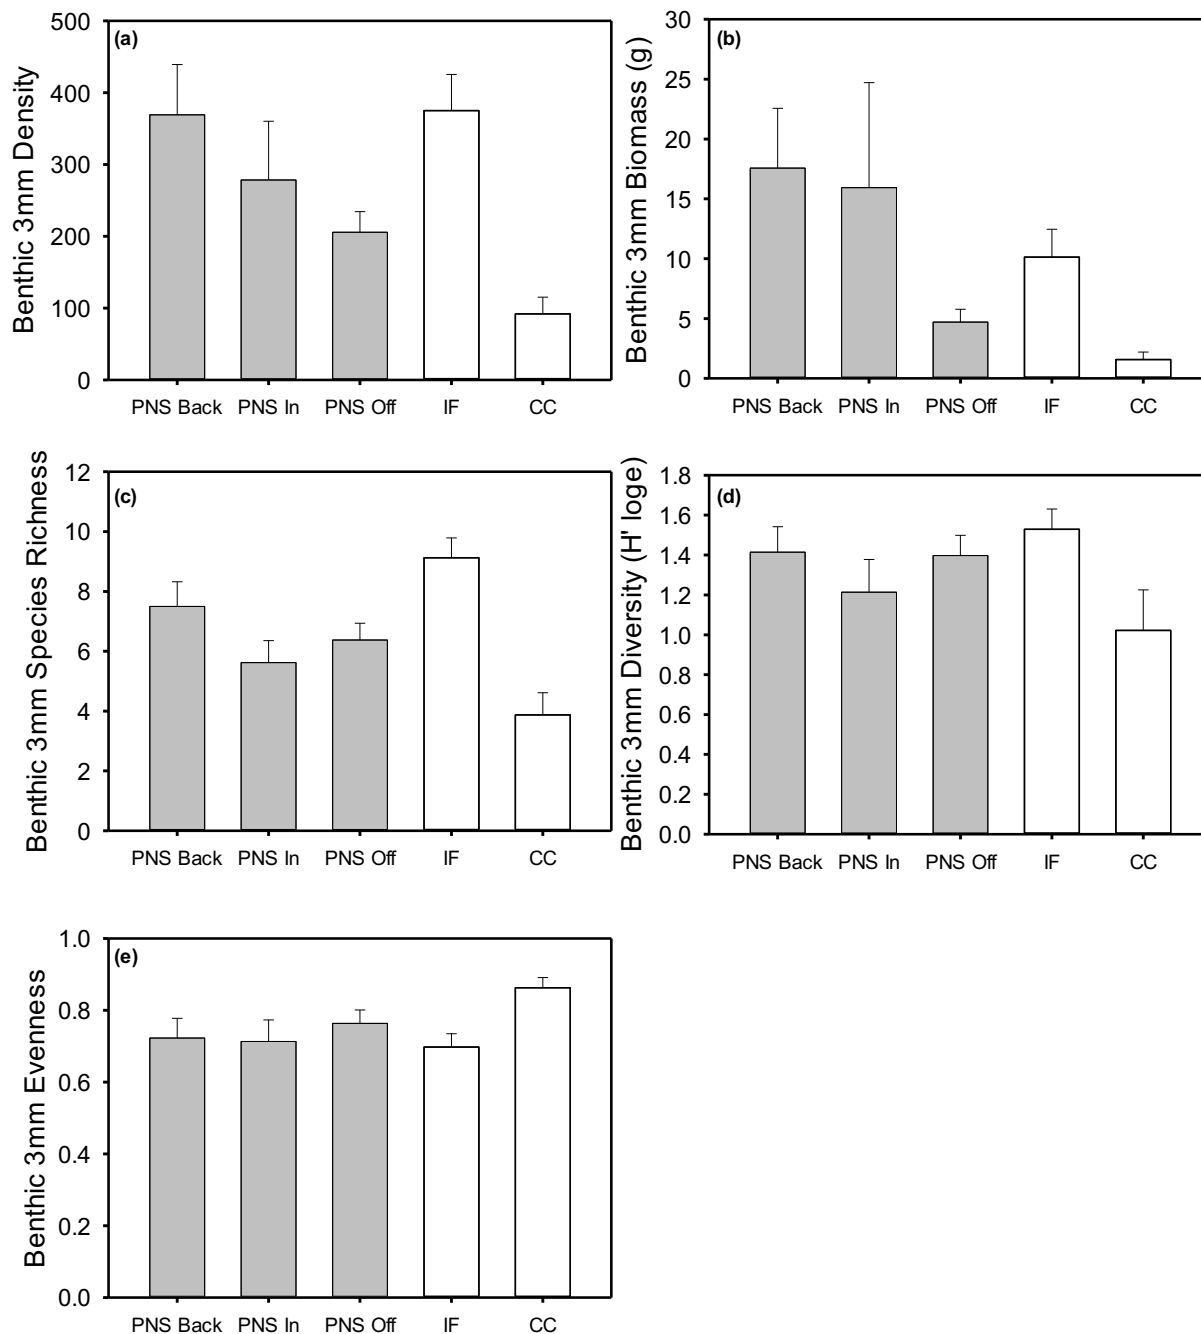 (a)
Benthic 3mm Density
500
400
300
200
100
0
PNS Back PNS In PNS Off IF CC
(b)
Benthic 3mm Biomass (g)
30
25
20
15
10
5
0
PNS Back PNS In PNS Off IF CC
(c)
Benthic 3mm Species Richness
12
10
8
6
4
2
0
PNS Back PNS In PNS Off IF CC
(d)
Benthic 3mm Diversity (H' loge)
1.8
1.6
1.4
1.2
1.0
0.8
0.6
0.4
0.2
0.0
PNS Back PNS In PNS Off IF CC
(e)
Benthic 3mm Evenness
1.0
0.8
0.6
0.4
0.2
0.0
PNS Back PNS In PNS Off IF CC